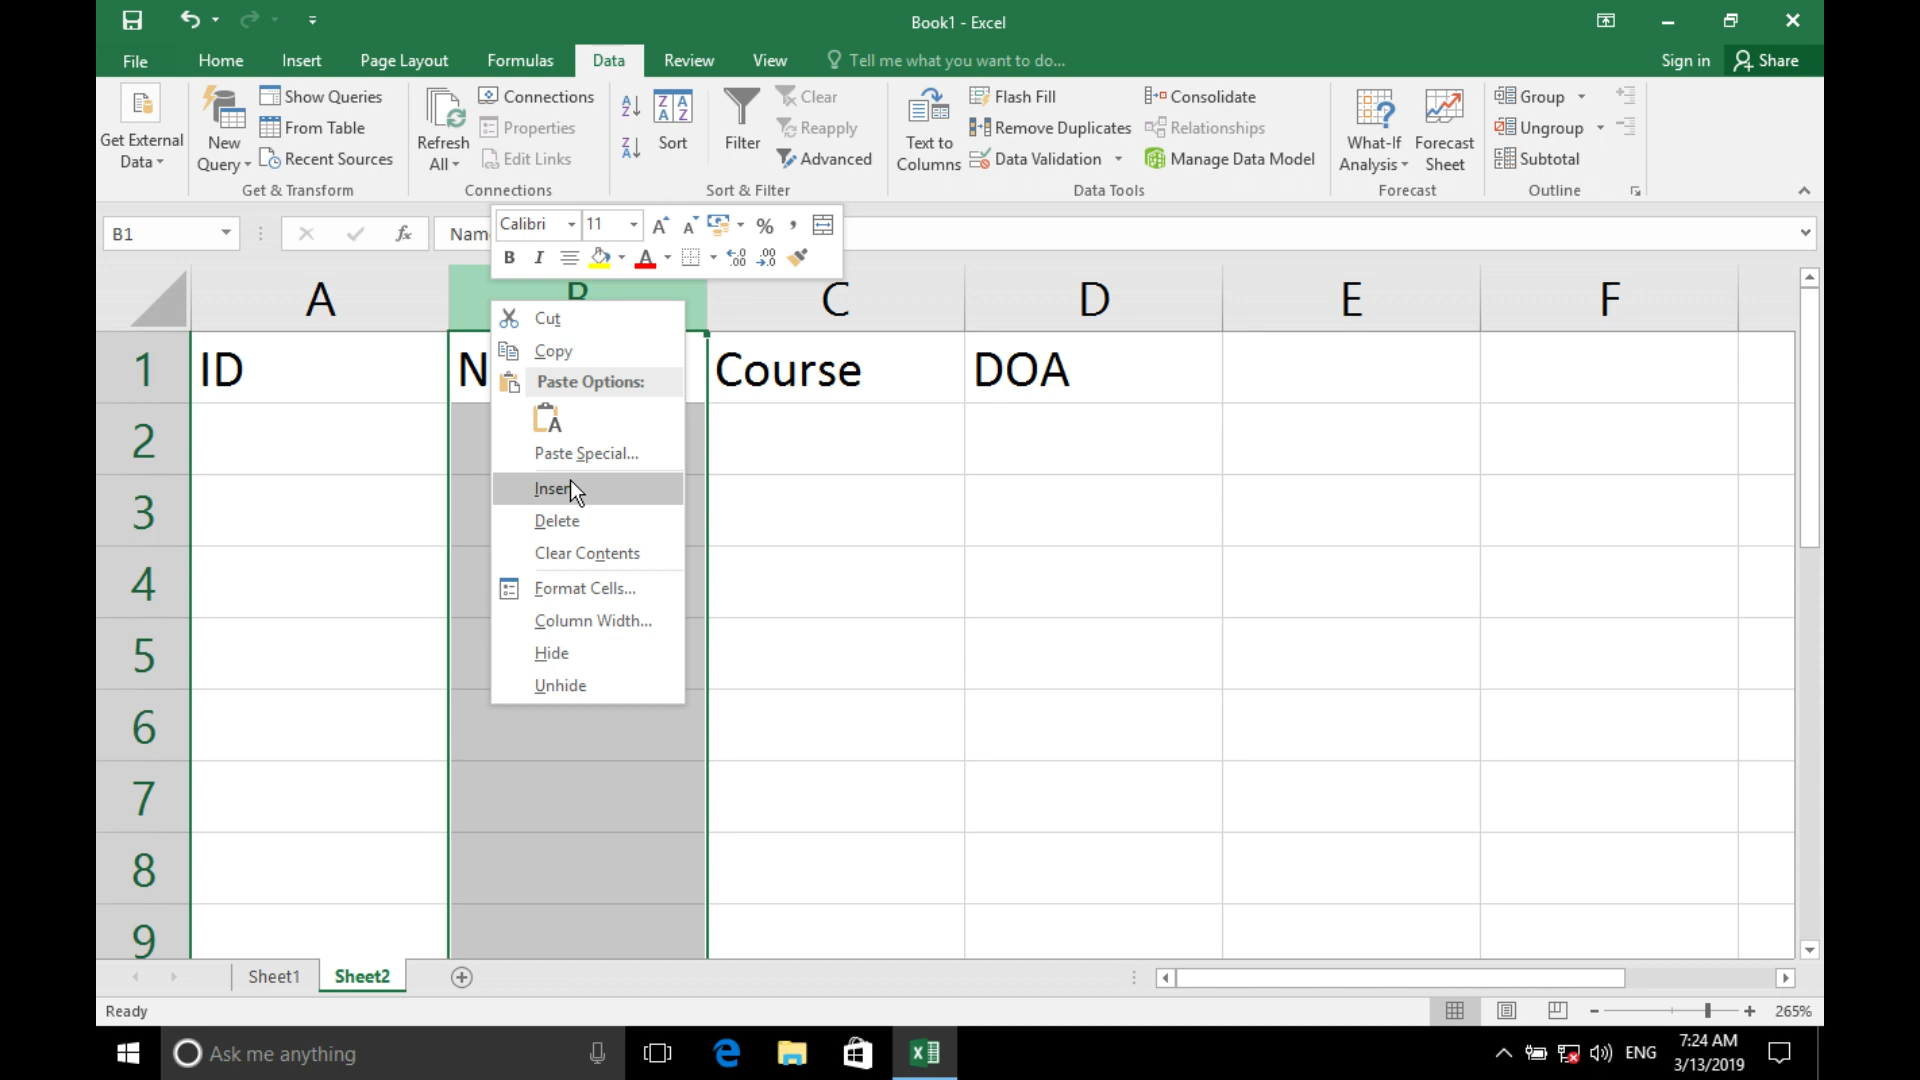 Book1 - Excel
File Home Insert Page Layout Formulas Data Review View Tell me what you want to do... Sign in Share
Get External Data
New Query
Show Queries
From Table
Recent Sources
Get & Transform
Refresh All
Connections
Properties
Edit Links
Connections
Sort
Filter
Clear
Reapply
Advanced
Sort & Filter
Text to Columns
Flash Fill
Remove Duplicates
Data Validation
Consolidate
Relationships
Manage Data Model
Data Tools
What-If Analysis
Forecast Sheet
Forecast
Group
Ungroup
Subtotal
Outline
B1
fx
Calibri 11 % ,
B I A
A C D E F
1 ID Course DOA
2
3
4
5
6
7
8
9
Cut
Copy
Paste Options:
Paste Special...
Insert
Delete
Clear Contents
Format Cells...
Column Width...
Hide
Unhide
Sheet1 Sheet2
Ready 265%
Ask me anything
ENG
7:24 AM
3/13/2019